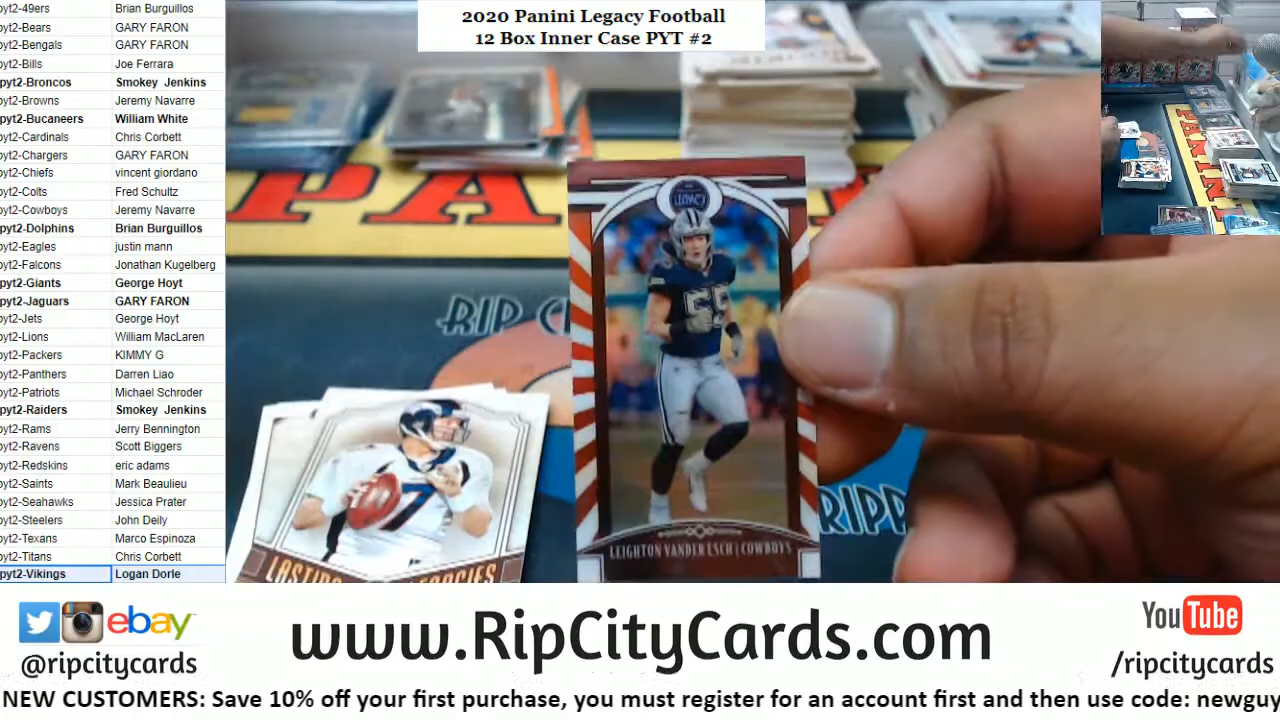 2020 Panini Legacy Football
12 Box Inner Case PYT #2
pyt2-49ers Brian Burguillos
pyt2-Bears GARY FARON
pyt2-Bengals GARY FARON
pyt2-Bills Joe Ferrara
pyt2-Broncos Smokey Jenkins
pyt2-Browns Jeremy Navarre
pyt2-Bucaneers William White
pyt2-Cardinals Chris Corbett
pyt2-Chargers GARY FARON
pyt2-Chiefs vincent giordano
pyt2-Colts Fred Schultz
pyt2-Cowboys Jeremy Navarre
pyt2-Dolphins Brian Burguillos
pyt2-Eagles justin mann
pyt2-Falcons Jonathan Kugelberg
pyt2-Giants George Hoyt
pyt2-Jaguars GARY FARON
pyt2-Jets George Hoyt
pyt2-Lions William MacLaren
pyt2-Packers KIMMY G
pyt2-Panthers Darren Liao
pyt2-Patriots Michael Schroder
pyt2-Raiders Smokey Jenkins
pyt2-Rams Jerry Bennington
pyt2-Ravens Scott Biggers
pyt2-Redskins eric adams
pyt2-Saints Mark Beaulieu
pyt2-Seahawks Jessica Prater
pyt2-Steelers John Deily
pyt2-Texans Marco Espinoza
pyt2-Titans Chris Corbett
pyt2-Vikings Logan Dorle
PA
PANINI
RIP C
LEGACY
55
7
LEIGHTON VANDER ESCH | COWBOYS
RIPP
ebay
@ripcitycards
www.RipCityCards.com
YouTube
/ripcitycards
NEW CUSTOMERS: Save 10% off your first purchase, you must register for an account first and then use code: newguy